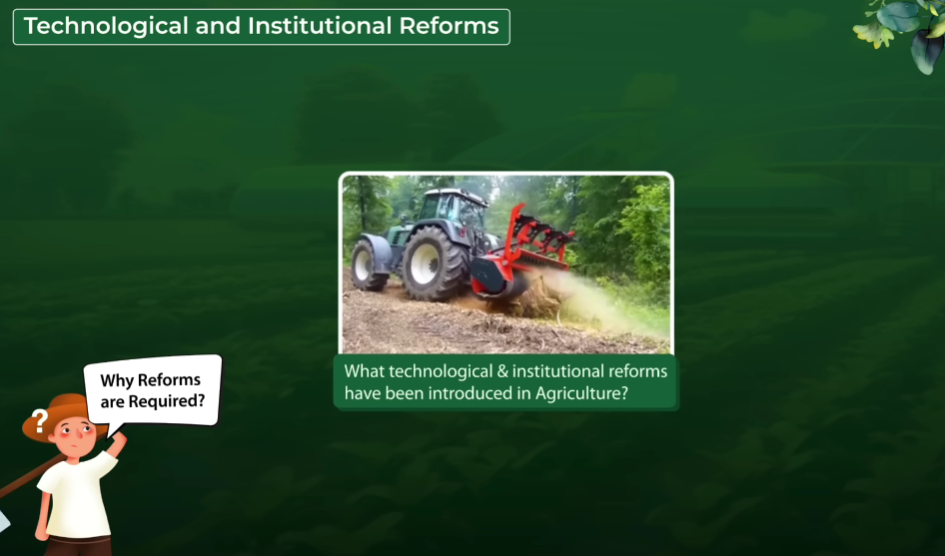 Technological and Institutional Reforms
What technological & institutional reforms
have been introduced in Agriculture?
Why Reforms
are Required?
?